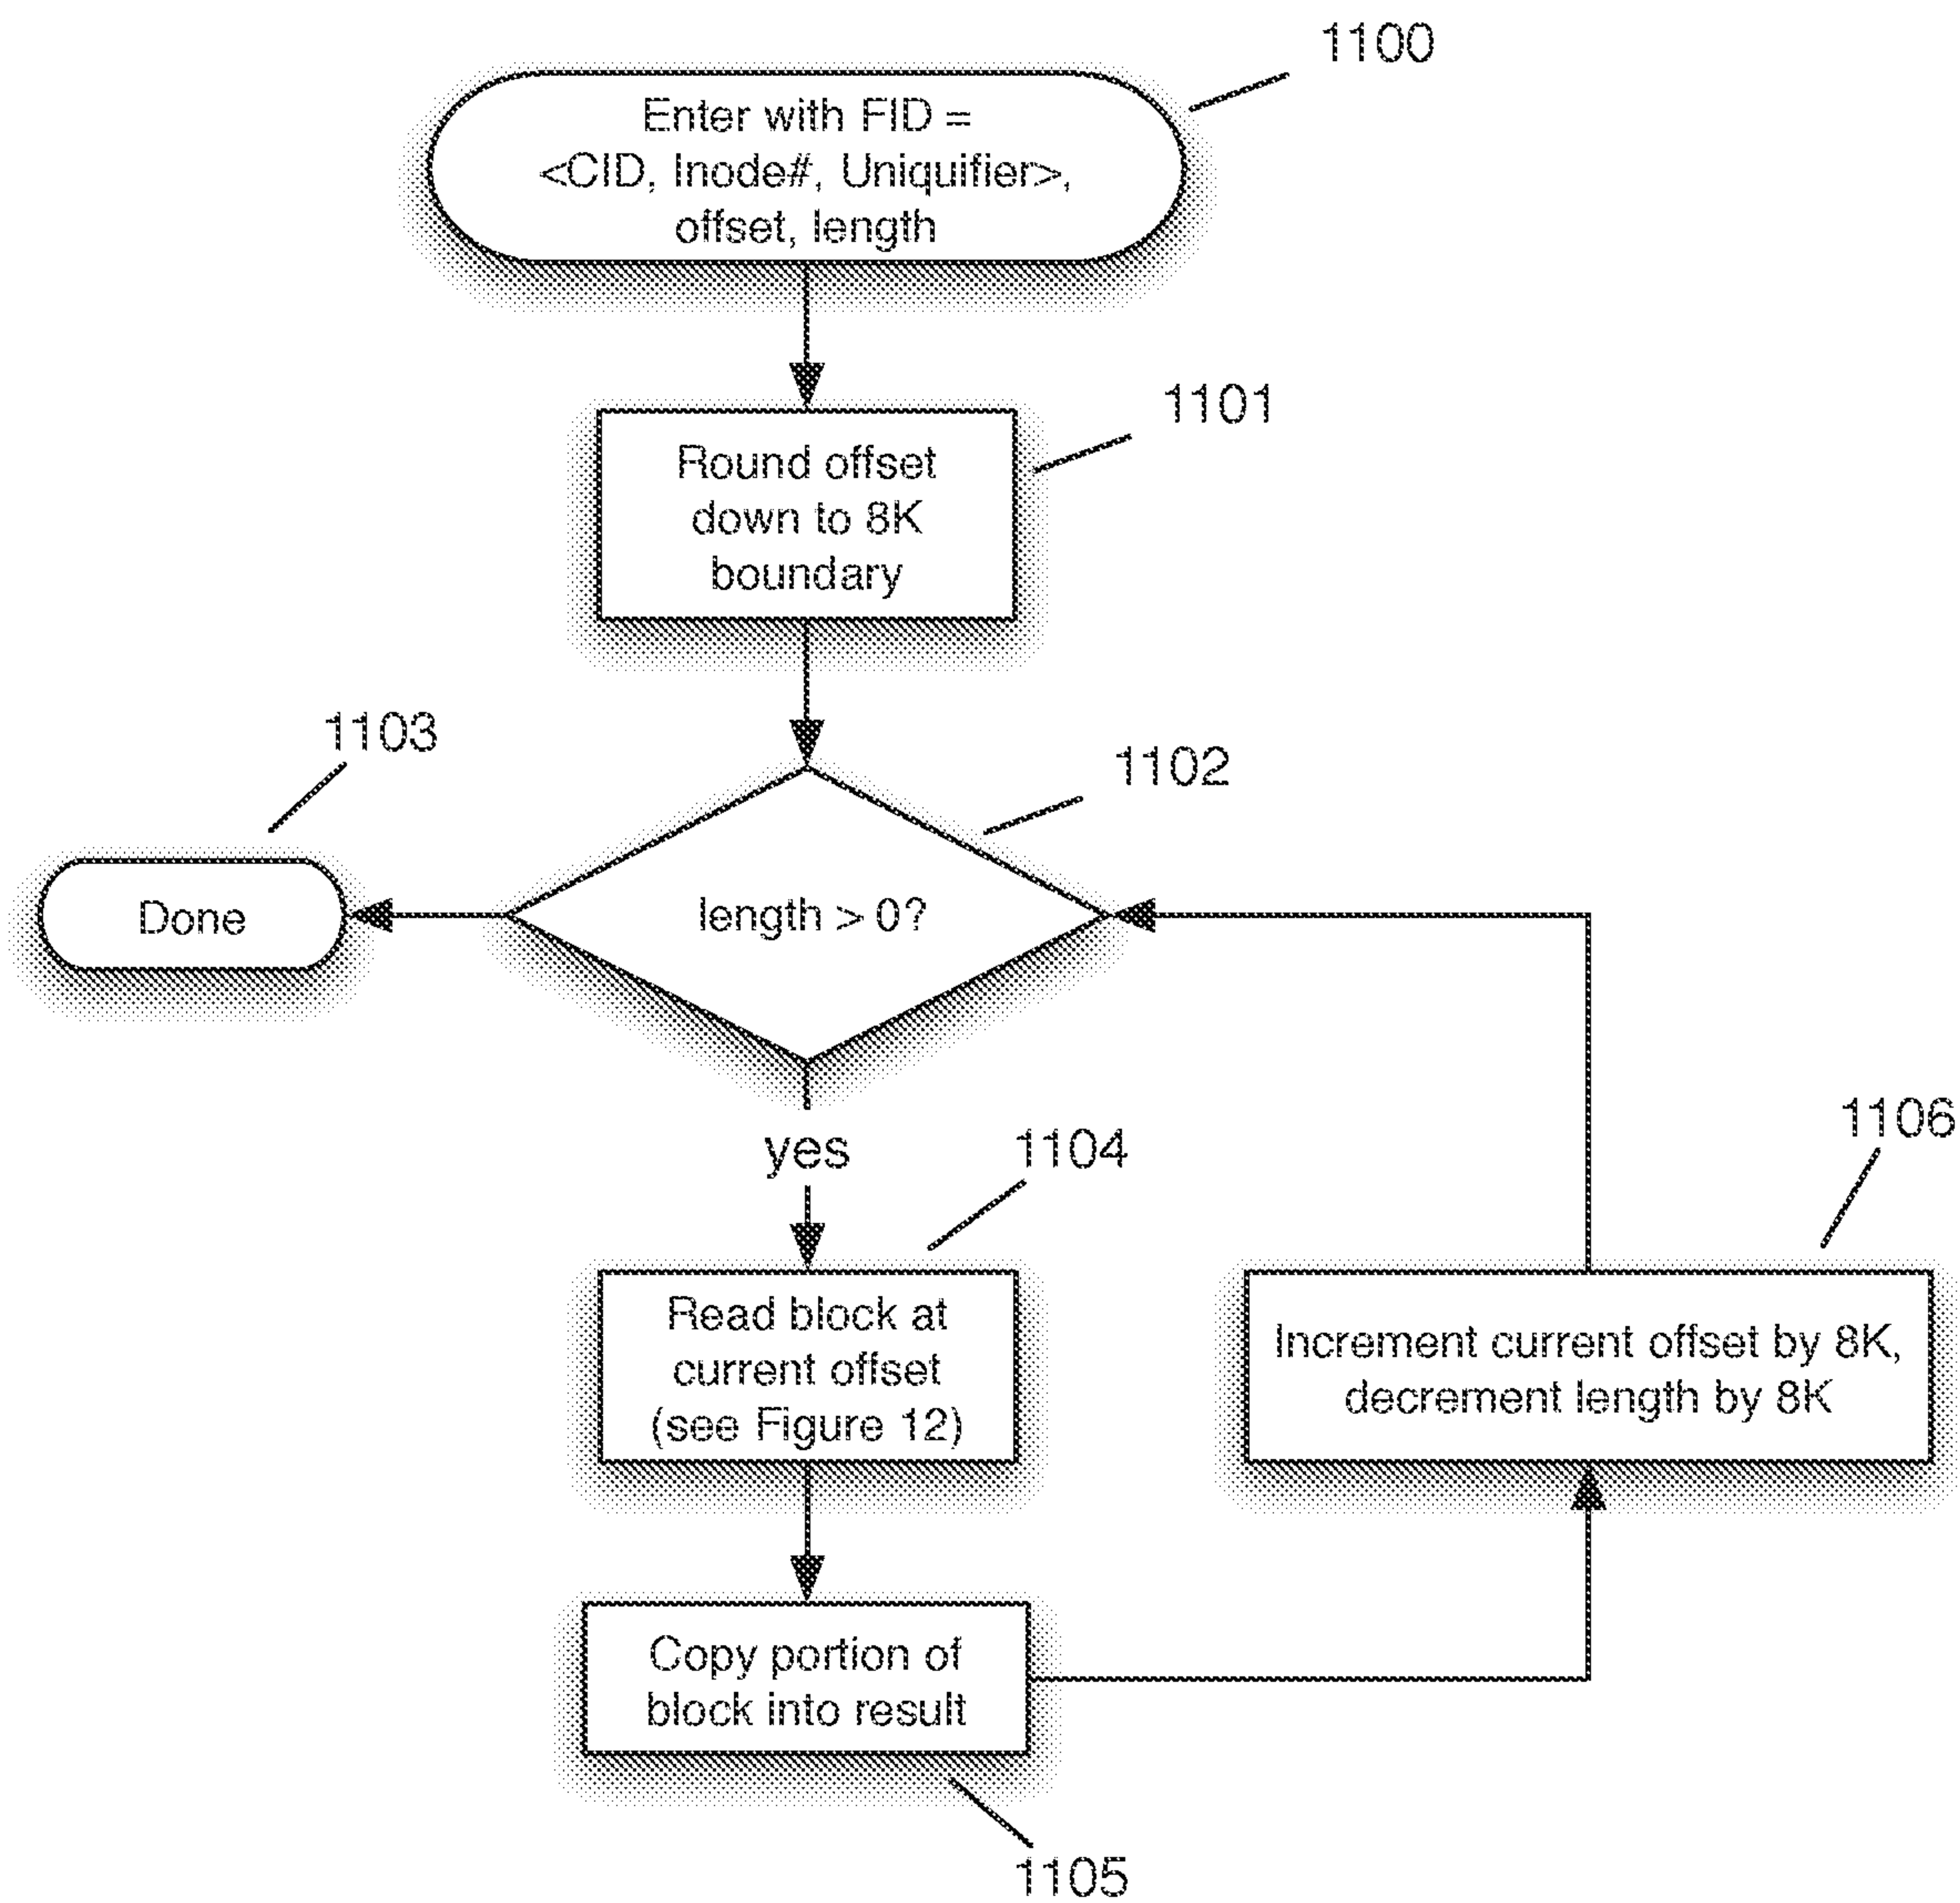 1100
Enter with FID =
<CID, Inode#, Uniquifier>,
offset, length
1101
Round offset
down to 8K
boundary
1103
1102
Done
length > 0?
yes
1104
1106
Read block at
current offset
(see Figure 12)
Increment current offset by 8K,
decrement length by 8K
Copy portion of
block into result
1105